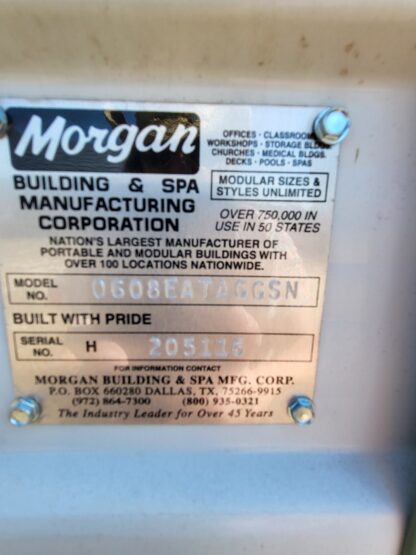 Morgan
OFFICES · CLASSROOMS
WORKSHOPS · STORAGE BLDGS
CHURCHES · MEDICAL BLDGS.
DECKS · POOLS · SPAS
BUILDING & SPA
MANUFACTURING
CORPORATION
MODULAR SIZES &
STYLES UNLIMITED
OVER 750,000 IN
USE IN 50 STATES
NATION'S LARGEST MANUFACTURER OF
PORTABLE AND MODULAR BUILDINGS WITH
OVER 100 LOCATIONS NATIONWIDE.
MODEL
NO.
BUILT WITH PRIDE
SERIAL
NO.
H
FOR INFORMATION CONTACT
MORGAN BUILDING & SPA MFG. CORP.
P.O. BOX 660280 DALLAS, TX, 75266-9915
(972) 864-7300 (800) 935-0321
The Industry Leader for Over 45 Years